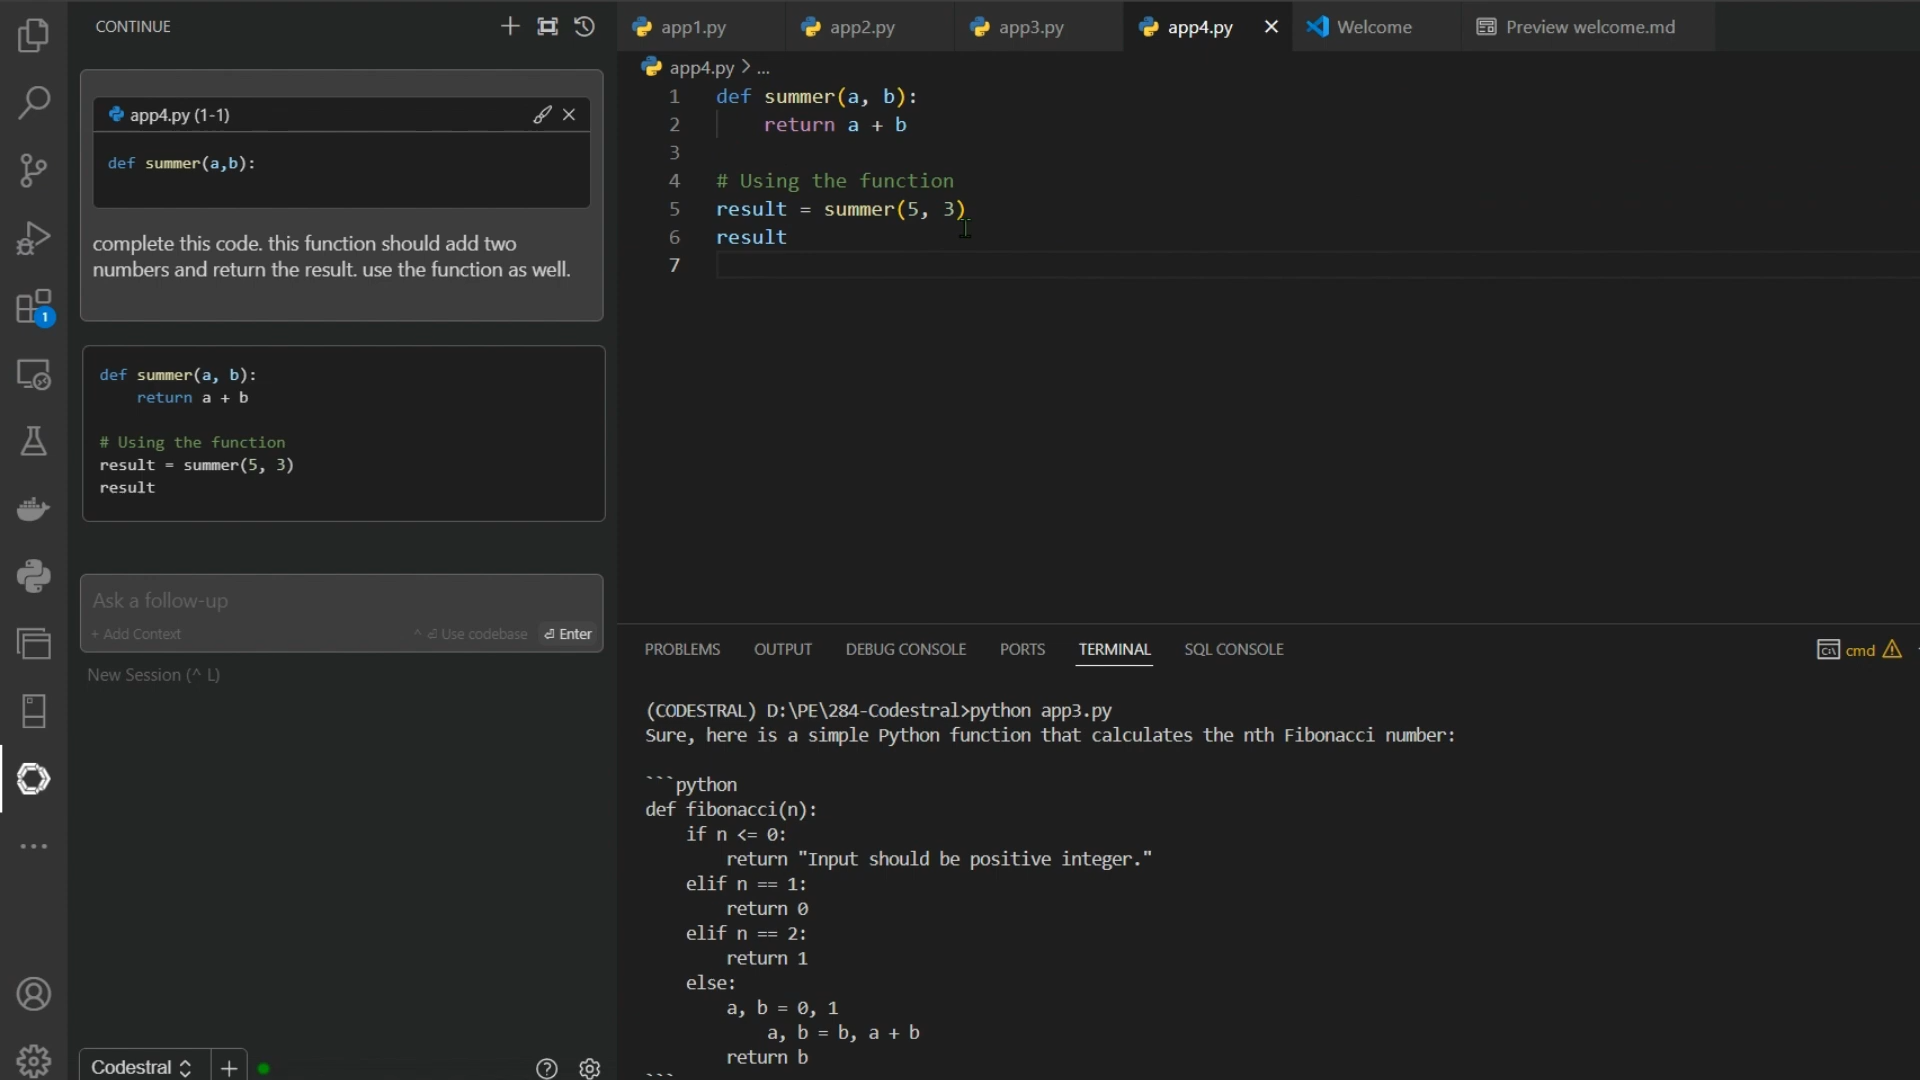 CONTINUE
app4.py (1-1)
def summer(a,b):
complete this code. this function should add two
numbers and return the result. use the function as well.
def summer(a, b):
    return a + b
# Using the function
result = summer(5, 3)
result
Ask a follow-up
+ Add Context
^ ⏎ Use codebase
⏎ Enter
New Session (^ L)
Codestral
1
app1.py
app2.py
app3.py
app4.py
Welcome
Preview welcome.md
app4.py > ...
1 def summer(a, b):
2     return a + b
3
4 # Using the function
5 result = summer(5, 3)
6 result
7
PROBLEMS
OUTPUT
DEBUG CONSOLE
PORTS
TERMINAL
SQL CONSOLE
cmd
(CODESTRAL) D:\PE\284-Codestral>python app3.py
Sure, here is a simple Python function that calculates the nth Fibonacci number:
```python
def fibonacci(n):
    if n <= 0:
        return "Input should be positive integer."
    elif n == 1:
        return 0
    elif n == 2:
        return 1
    else:
        a, b = 0, 1
            a, b = b, a + b
        return b
```